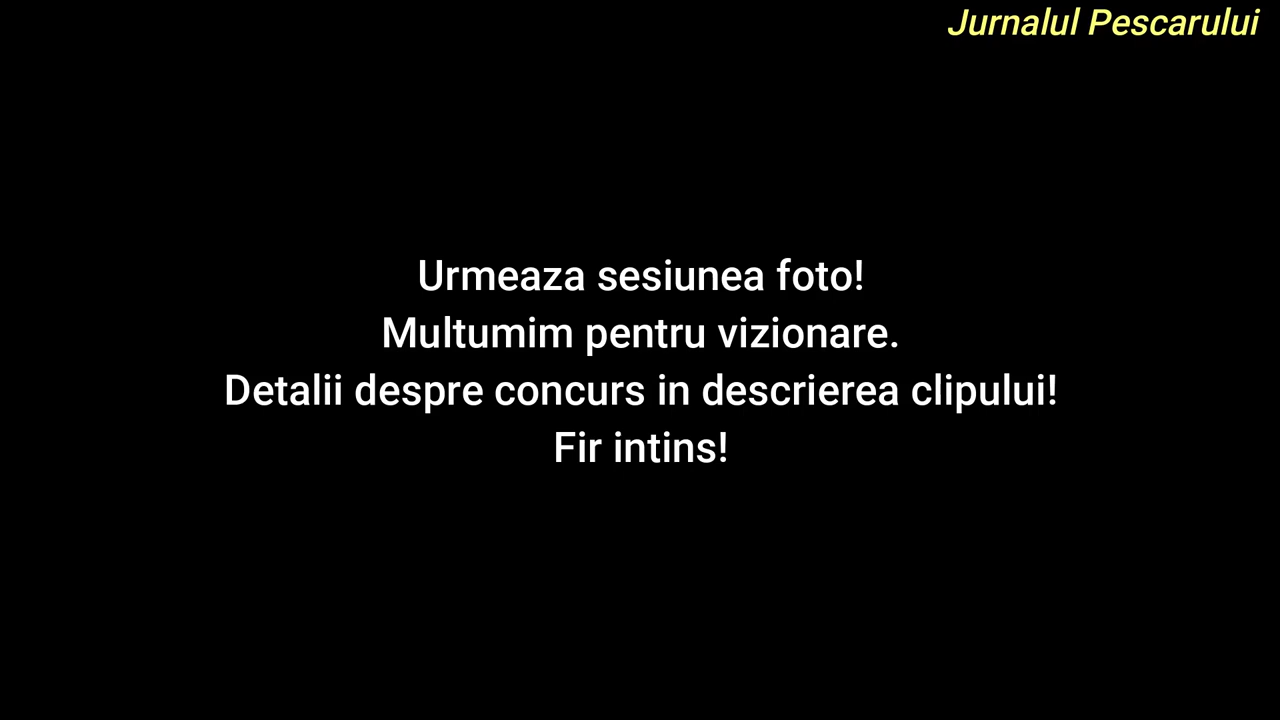 Jurnalul Pescarului
Urmeaza sesiunea foto!
Multumim pentru vizionare.
Detalii despre concurs in descrierea clipului!
Fir intins!